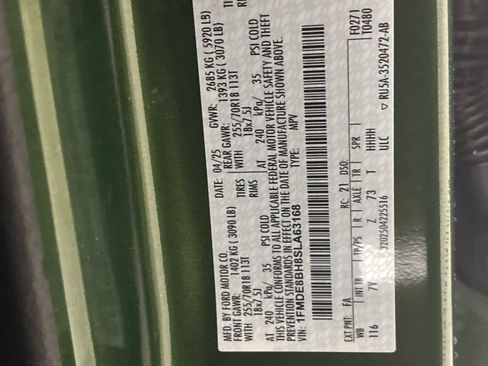 MFD. BY FORD MOTOR CO.
DATE: 04/25 GVWR: 2685 KG ( 5920 LB)
FRONT GAWR: 1402 KG ( 3090 LB) REAR GAWR: 1393 KG ( 3070 LB)
WITH 255/70R18 113T TIRES WITH 255/70R18 113T
18x7.5J RIMS 18x7.5J
AT 240 kPa/ 35 PSI COLD AT 240 kPa/ 35 PSI COLD
THIS VEHICLE CONFORMS TO ALL APPLICABLE FEDERAL MOTOR VEHICLE SAFETY AND THEFT
PREVENTION STANDARDS IN EFFECT ON THE DATE OF MANUFACTURE SHOWN ABOVE.
VIN: 1FMDE8BH8SLA63168 TYPE: MPV
F0271
T0480
EXT PNT: EA RC: 21 DSO:
WB INT TR TP/PS R AXLE TR SPR
116 7V Z 73 T HHHH
ULC
3202504225516
RU5A-3520472-AB